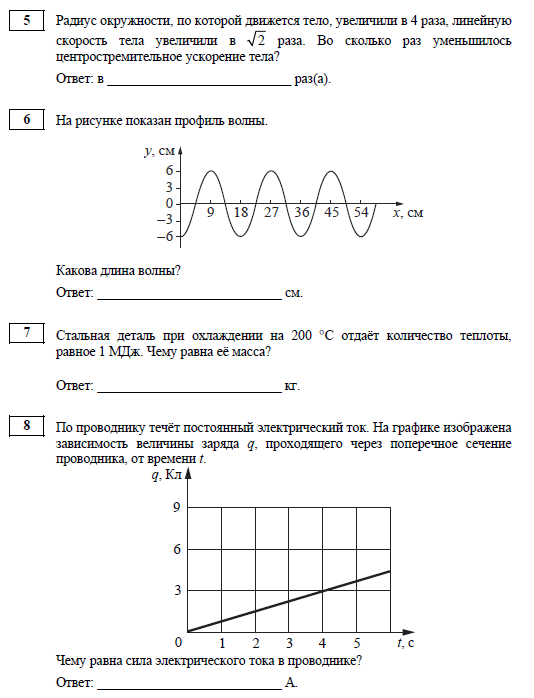 5 Радиус окружности, по которой движется тело, увеличили в 4 раза, линейную
скорость тела увеличили в √2 раза. Во сколько раз уменьшилось
центростремительное ускорение тела?
Ответ: в ____________________________ раз(а).
6 На рисунке показан профиль волны.
y, см
6
3
0
9 18 27 36 45 54 x, см
−3
−6
Какова длина волны?
Ответ: ____________________________ см.
7 Стальная деталь при охлаждении на 200 °С отдаёт количество теплоты,
равное 1 МДж. Чему равна её масса?
Ответ: ____________________________ кг.
8 По проводнику течёт постоянный электрический ток. На графике изображена
зависимость величины заряда q, проходящего через поперечное сечение
проводника, от времени t.
q, Кл
9
6
3
0 1 2 3 4 5 t, с
Чему равна сила электрического тока в проводнике?
Ответ: ____________________________ А.